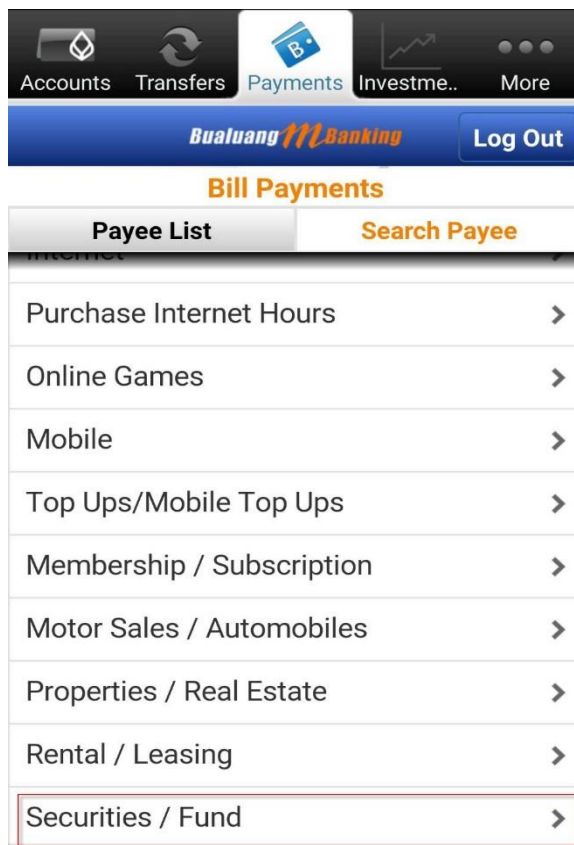 Accounts Transfers Payments Investme.. More
Bualuang mBanking Log Out
Bill Payments
Payee List Search Payee
Internet
Purchase Internet Hours
Online Games
Mobile
Top Ups/Mobile Top Ups
Membership / Subscription
Motor Sales / Automobiles
Properties / Real Estate
Rental / Leasing
Securities / Fund